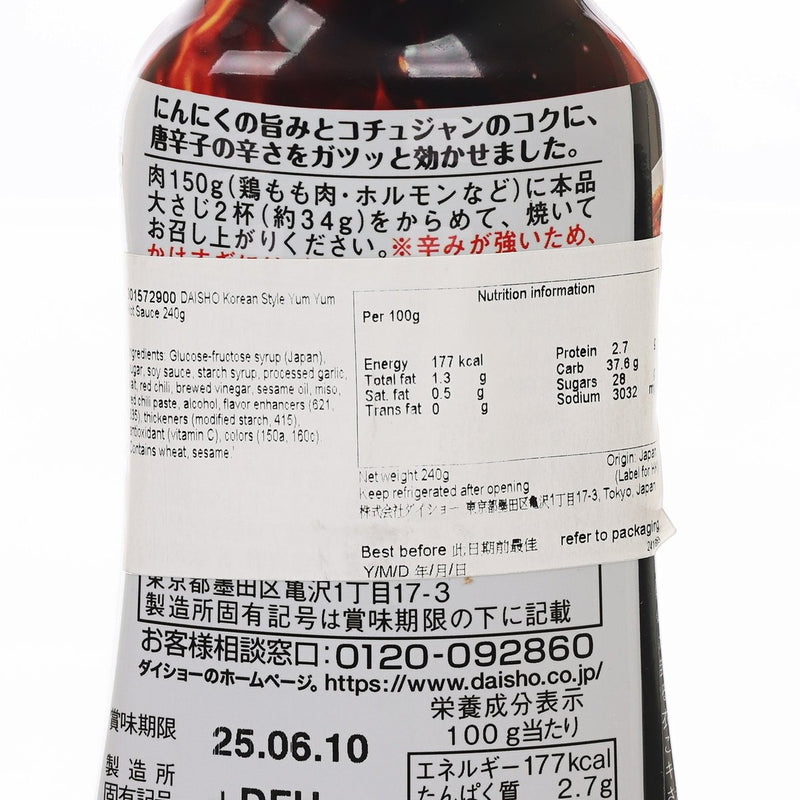 にんにくの旨みとコチュジャンのコクに、
唐辛子の辛さをガツッと効かせました。
肉150g(鶏もも肉・ホルモンなど)に本品
大さじ2杯(約34g)をからめて、焼いて
お召し上がりください。※辛みが強いため、
01572900 DAISHO Korean Style Yum Yum
Sauce 240g
Glucose-fructose syrup (Japan),
soy sauce, starch syrup, processed garlic,
red chili, brewed vinegar, sesame oil, miso,
chili paste, alcohol, flavor enhancers (621,
thickeners (modified starch, 415),
(vitamin C), colors (150a, 160c).
Contains wheat, sesame.
Nutrition information
Per 100g
Energy 177 kcal
Total fat 1.3 g
Sat. fat 0.5 g
Trans fat 0 g
Protein 2.7 g
Carb 37.6 g
Sugars 28
Sodium 3032 m
Net weight 240g
Origin: Japan
Keep refrigerated after opening
(Label for
株式会社ダイショー 東京都墨田区亀沢1丁目17-3, Tokyo, Japan
Best before 此日期前最佳 refer to packaging
Y/M/D 年/月/日
東京都墨田区亀沢1丁目17-3
製造所固有記号は賞味期限の下に記載
お客様相談窓口:0120-092860
ダイショーのホームページ。https://www.daisho.co.jp/
賞味期限 25.06.10
製造所
固有記号
栄養成分表示
100g当たり
エネルギー177kcal
たんぱく質 2.7g